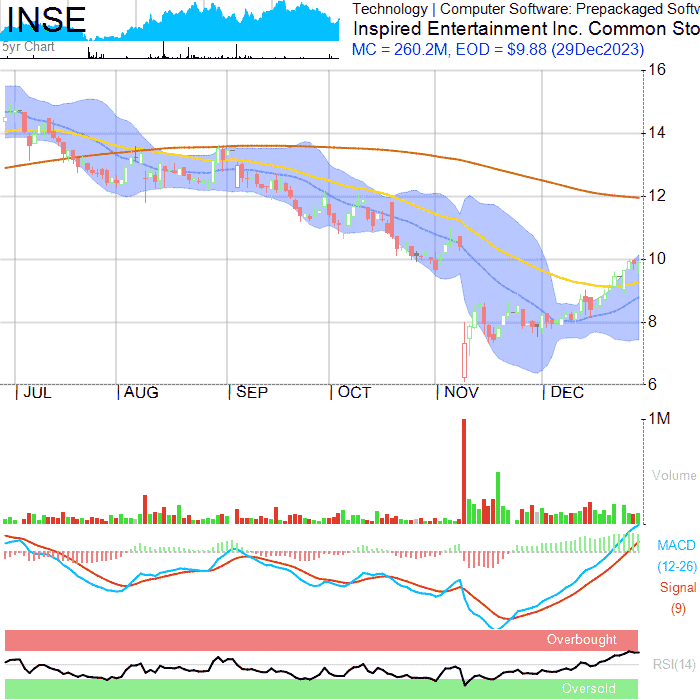 INSE
5yr Chart
Technology | Computer Software: Prepackaged Softw
Inspired Entertainment Inc. Common Sto
MC = 260.2M, EOD = $9.88 (29Dec2023)
16
14
12
10
8
6
JUL AUG SEP OCT NOV DEC
1M
Volume
MACD
(12-26)
Signal
(9)
Overbought
RSI(14)
Oversold